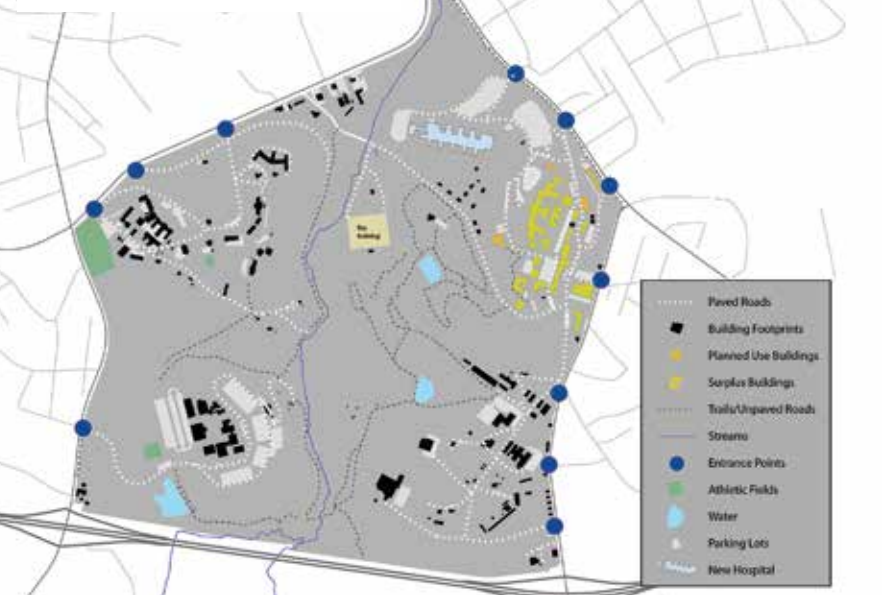 Paved Roads
Building Footprints
Planned Use Buildings
Surplus Buildings
Trails/Unpaved Roads
Streams
Entrance Points
Athletic Fields
Water
Parking Lots
New Hospital